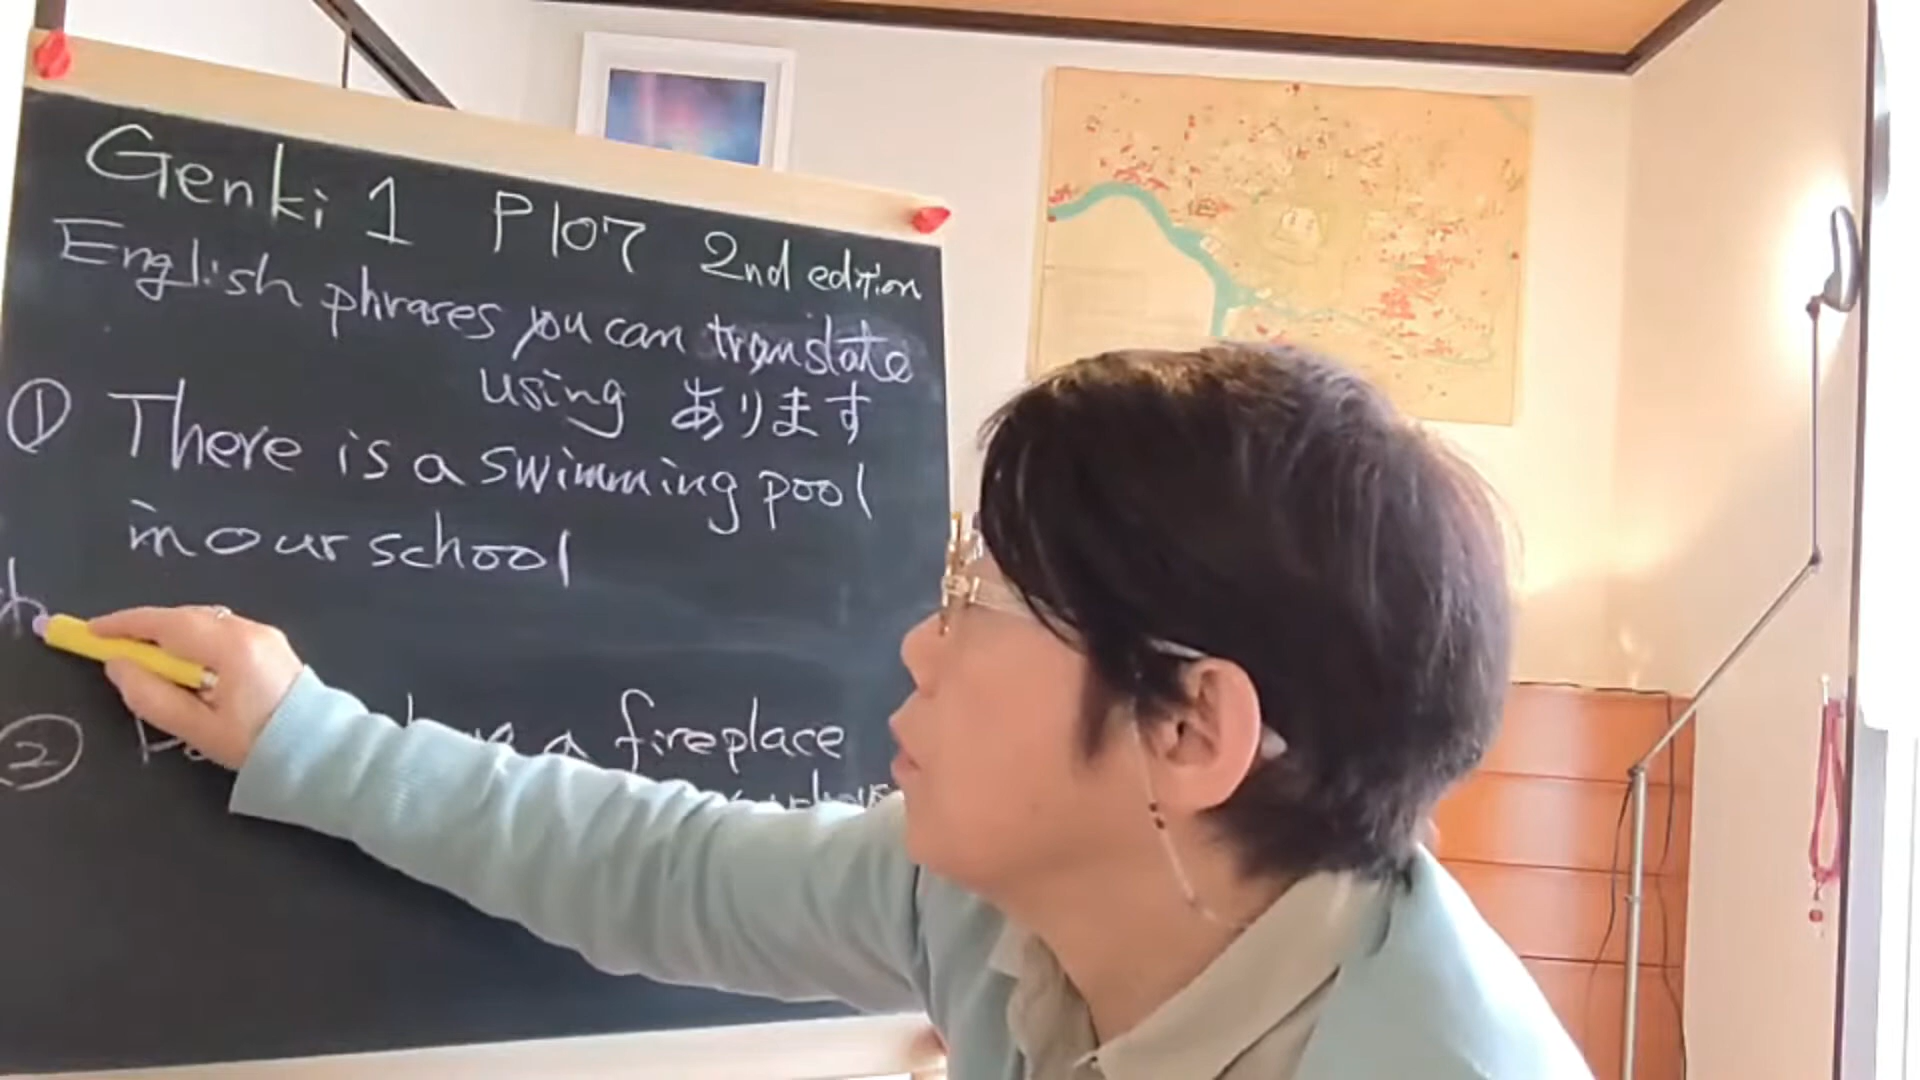 Genki 1 P107 2nd edition
English phrases you can translate
using あります
① There is a swimming pool
in our school
② a fireplace